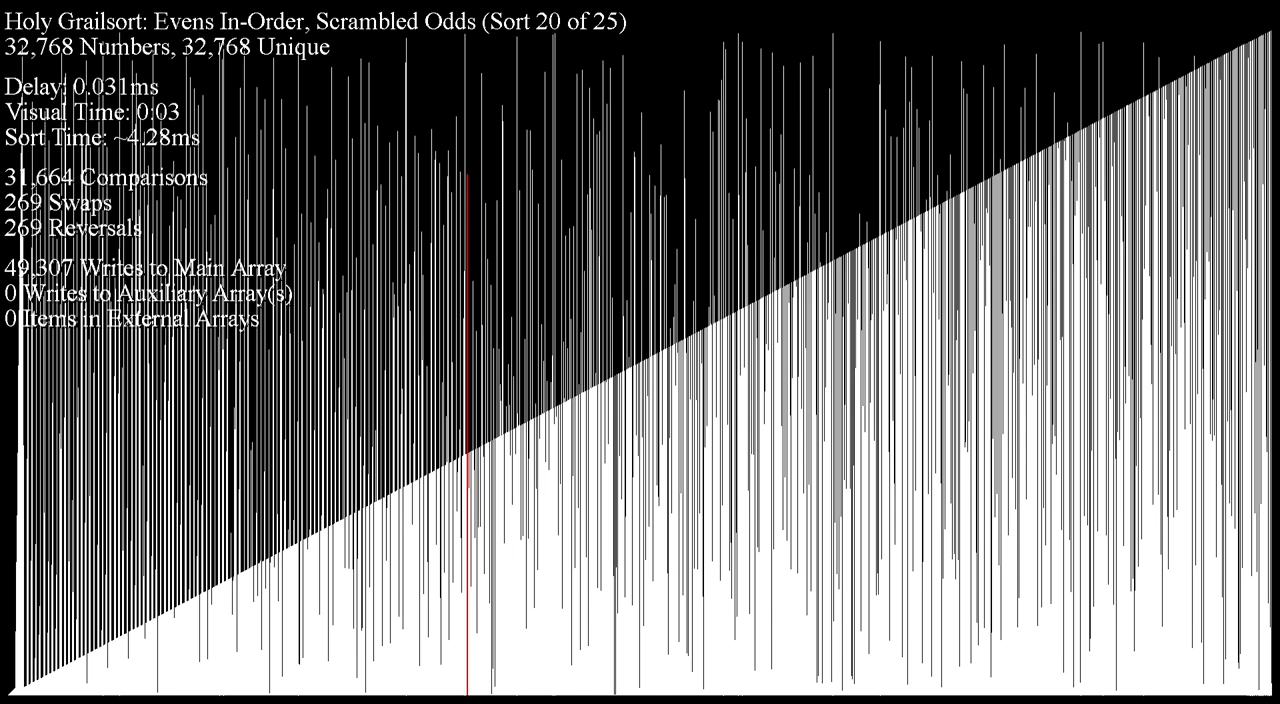 Holy Grailsort: Evens In-Order, Scrambled Odds (Sort 20 of 25)
32,768 Numbers, 32,768 Unique
Delay: 0.031ms
Visual Time: 0:03
Sort Time: ~4.28ms
31,664 Comparisons
269 Swaps
269 Reversals
49,307 Writes to Main Array
0 Writes to Auxiliary Array(s)
0 Items in External Arrays